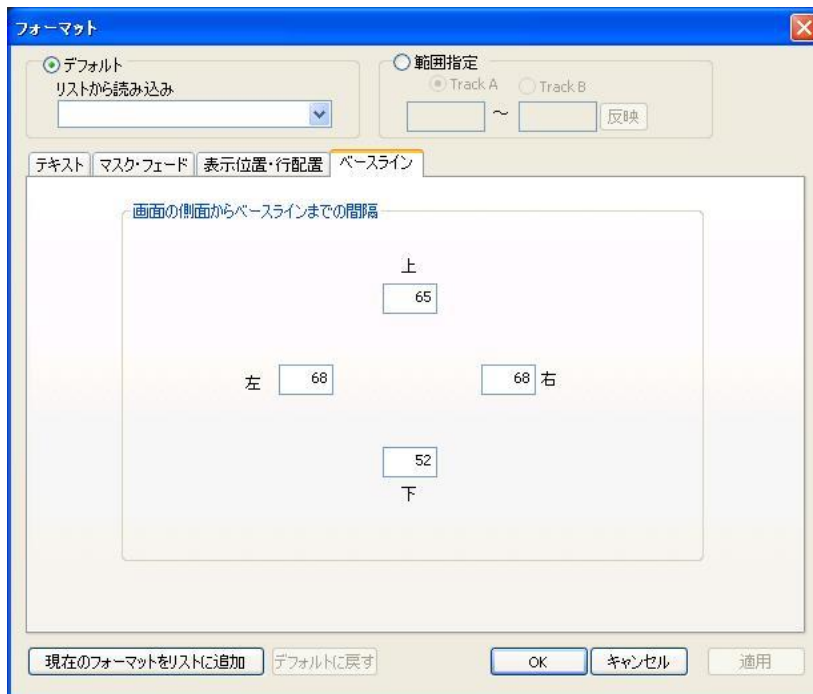 フォーマット
デフォルト
リストから読み込み
範囲指定
Track A
Track B
～
反映
テキスト
マスク・フェード
表示位置・行配置
ベースライン
画面の側面からベースラインまでの間隔
上
65
左
68
68
右
52
下
現在のフォーマットをリストに追加
デフォルトに戻す
OK
キャンセル
適用